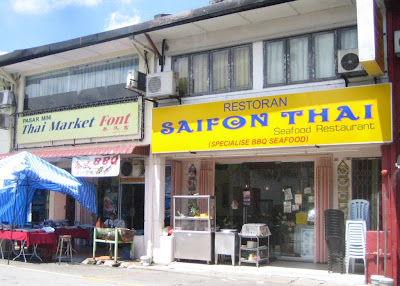 PASAR MINI
Thai Market Font
BBQ
RESTORAN
SAIFON THAI
Seafood Restaurant
(SPECIALISE BBQ SEAFOOD)